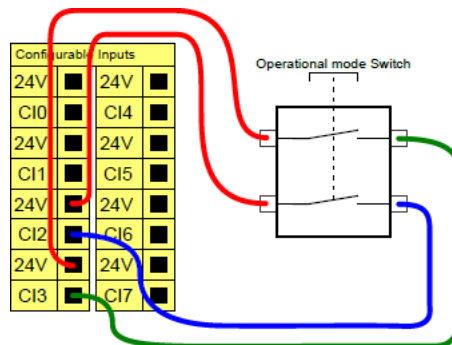 Configurable Inputs
Operational mode Switch
24V 24V
CI0 CI4
24V 24V
CI1 CI5
24V 24V
CI2 CI6
24V 24V
CI3 CI7